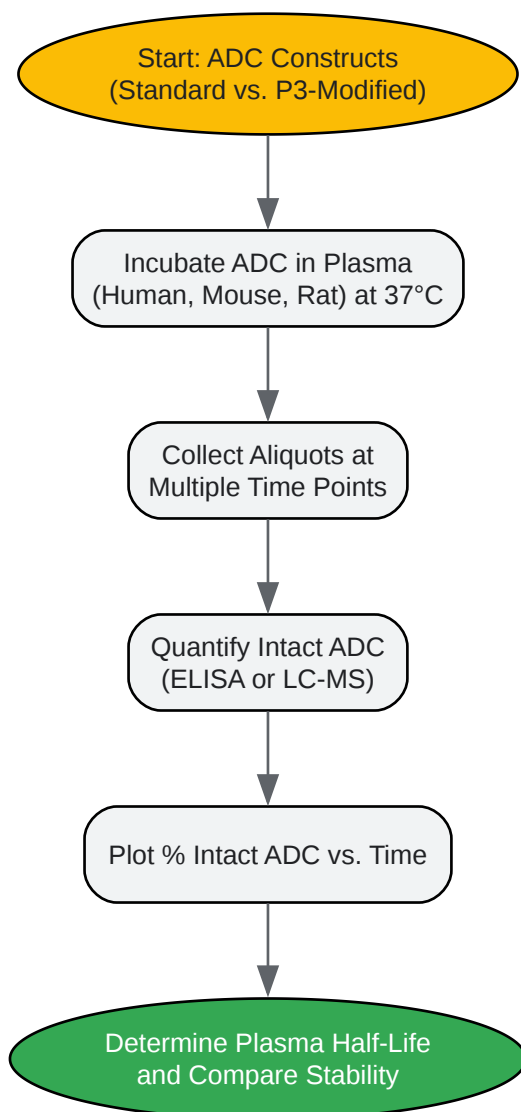 Start: ADC Constructs
(Standard vs. P3-Modified)
Incubate ADC in Plasma
(Human, Mouse, Rat) at 37°C
Collect Aliquots at
Multiple Time Points
Quantify Intact ADC
(ELISA or LC-MS)
Plot % Intact ADC vs. Time
Determine Plasma Half-Life
and Compare Stability